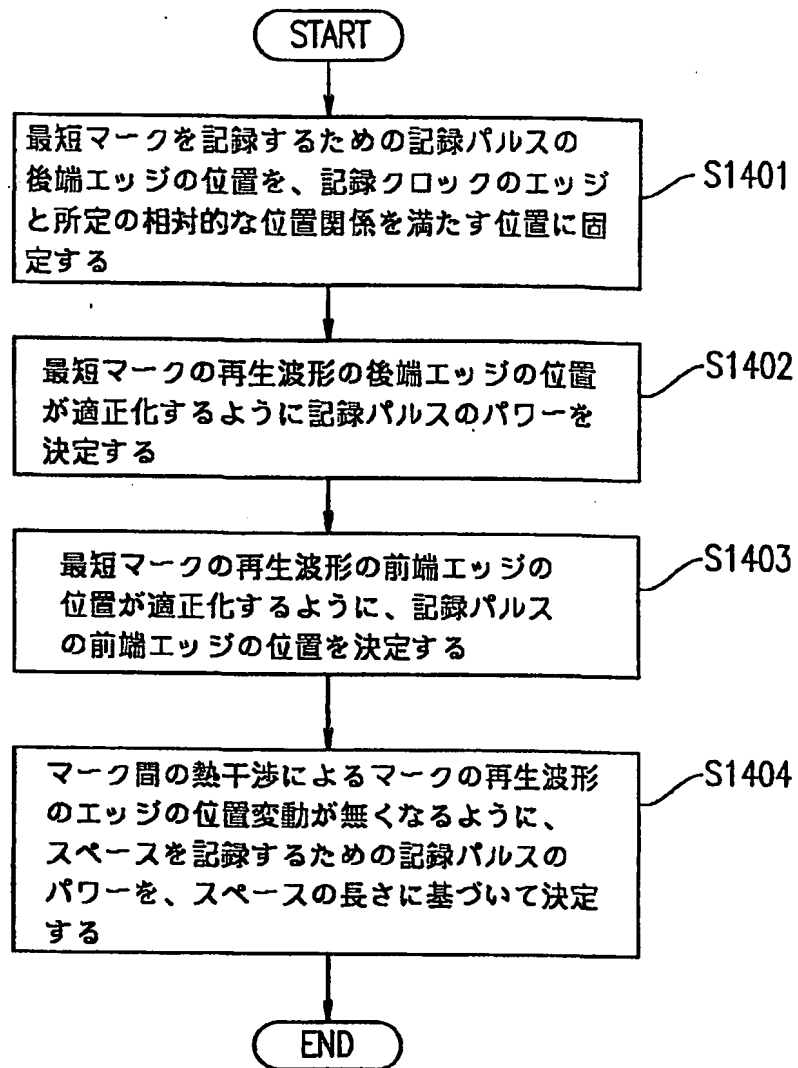 START
最短マークを記録するための記録パルスの
後端エッジの位置を、記録クロックのエッジ
と所定の相対的な位置関係を満たす位置に固
定する
S1401
最短マークの再生波形の後端エッジの位置
が適正化するように記録パルスのパワーを
決定する
S1402
最短マークの再生波形の前端エッジの
位置が適正化するように、記録パルス
の前端エッジの位置を決定する
S1403
マーク間の熱干渉によるマークの再生波形
のエッジの位置変動が無くなるように、
スペースを記録するための記録パルスの
パワーを、スペースの長さに基づいて決定
する
S1404
END